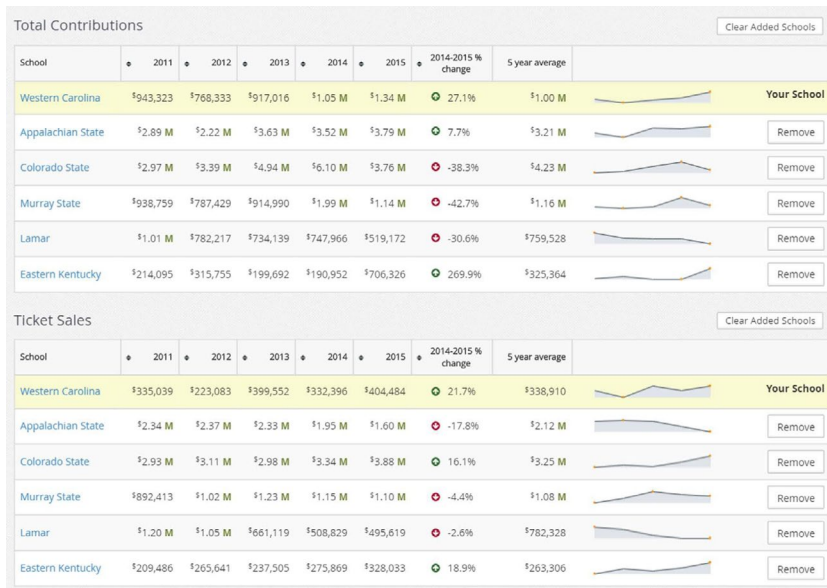 Total Contributions Clear Added Schools
School 2011 2012 2013 2014 2015 2014-2015 % change 5 year average
Western Carolina $943,323 $768,333 $917,016 $1.05 M $1.34 M 27.1% $1.00 M Your School
Appalachian State $2.89 M $2.22 M $3.63 M $3.52 M $3.79 M 7.7% $3.21 M Remove
Colorado State $2.97 M $3.39 M $4.94 M $6.10 M $3.76 M -38.3% $4.23 M Remove
Murray State $938,759 $787,429 $914,990 $1.99 M $1.14 M -42.7% $1.16 M Remove
Lamar $1.01 M $782,217 $734,139 $747,966 $519,172 -30.6% $759,528 Remove
Eastern Kentucky $214,095 $315,755 $199,692 $190,952 $706,326 269.9% $325,364 Remove
Ticket Sales Clear Added Schools
School 2011 2012 2013 2014 2015 2014-2015 % change 5 year average
Western Carolina $335,039 $223,083 $399,552 $332,396 $404,484 21.7% $338,910 Your School
Appalachian State $2.34 M $2.37 M $2.33 M $1.95 M $1.60 M -17.8% $2.12 M Remove
Colorado State $2.93 M $3.11 M $2.98 M $3.34 M $3.88 M 16.1% $3.25 M Remove
Murray State $892,413 $1.02 M $1.23 M $1.15 M $1.10 M -4.4% $1.08 M Remove
Lamar $1.20 M $1.05 M $661,119 $508,829 $495,619 -2.6% $782,328 Remove
Eastern Kentucky $209,486 $265,641 $237,505 $275,869 $328,033 18.9% $263,306 Remove